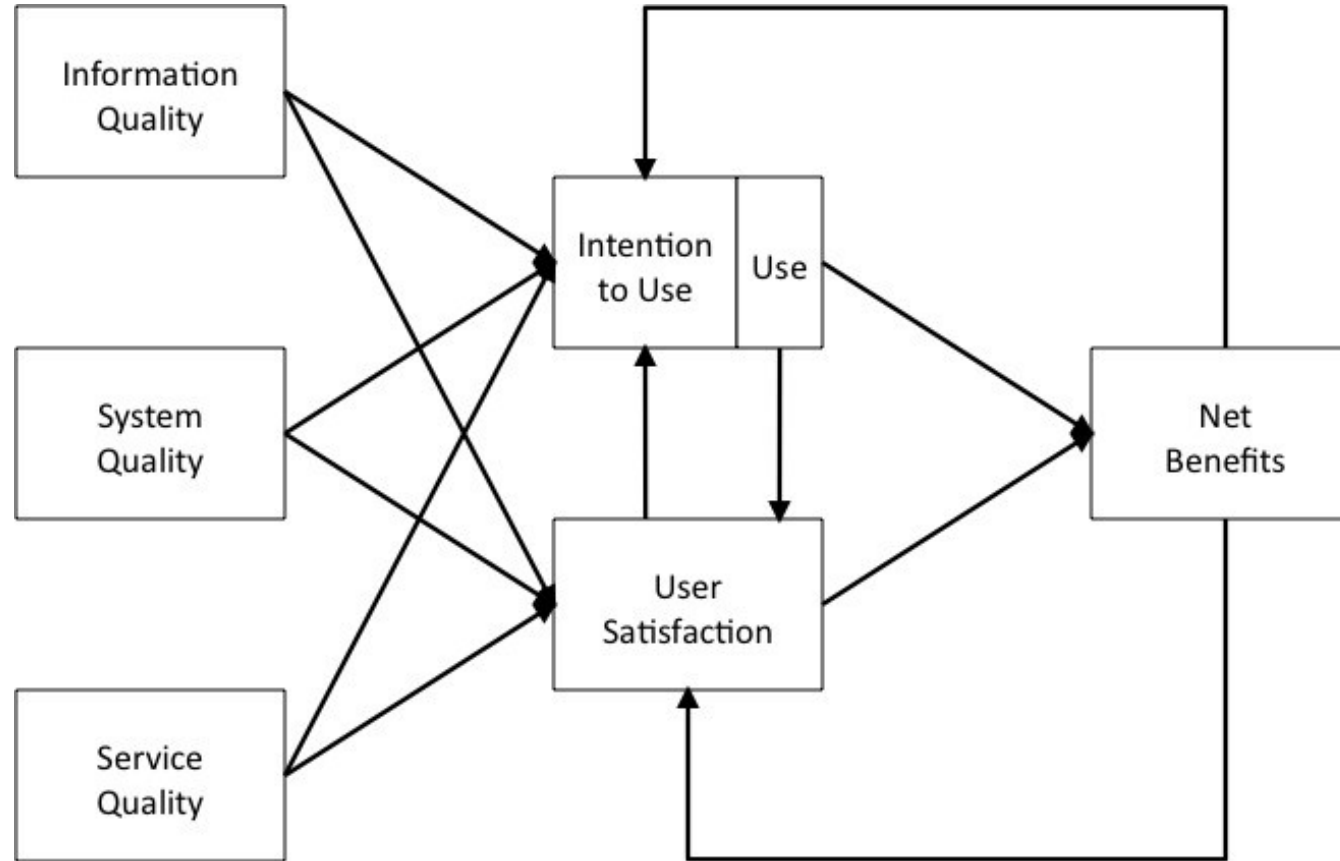 Information
Quality
Intention
to Use
Use
System
Quality
Net
Benefits
User
Satisfaction
Service
Quality